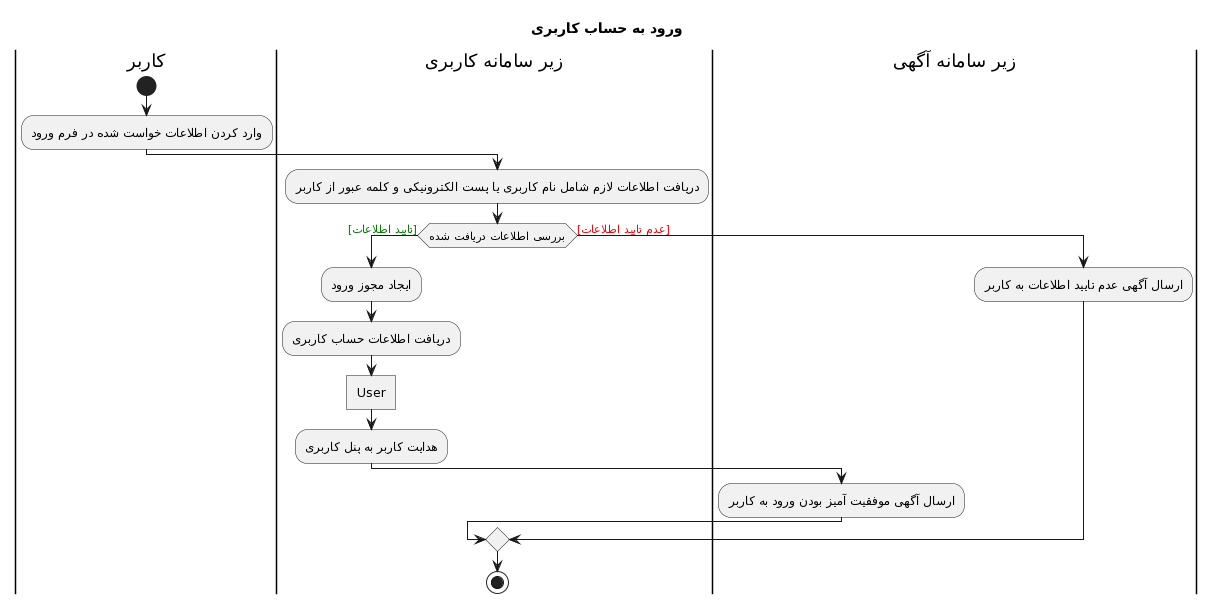 ورود به حساب کاربری
کاربر
زیر سامانه کاربری
زیر سامانه آگهی
وارد کردن اطلاعات خواست شده در فرم ورود
دریافت اطلاعات لازم شامل نام کاربری یا پست الکترونیکی و کلمه عبور از کاربر
بررسی اطلاعات دریافت شده
[تایید اطلاعات]
[عدم تایید اطلاعات]
ایجاد مجوز ورود
ارسال آگهی عدم تایید اطلاعات به کاربر
دریافت اطلاعات حساب کاربری
User
هدایت کاربر به پنل کاربری
ارسال آگهی موفقیت آمیز بودن ورود به کاربر